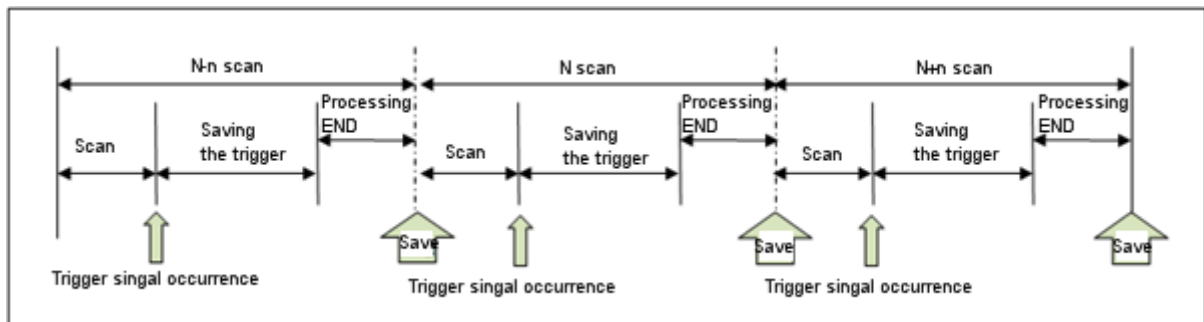 N-n scan
N scan
N+n scan
Processing
END
Processing
END
Processing
END
Scan
Saving
the trigger
Scan
Saving
the trigger
Scan
Saving
the trigger
Save
Save
Save
Trigger singal occurrence
Trigger singal occurrence
Trigger singal occurrence